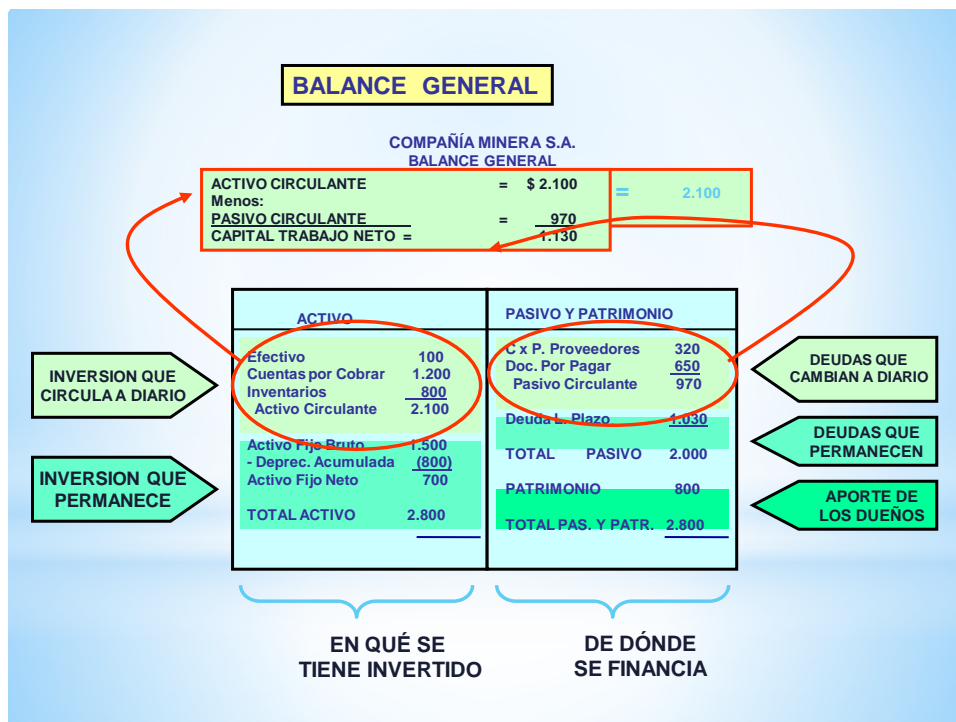 BALANCE GENERAL
COMPAÑÍA MINERA S.A.
BALANCE GENERAL
ACTIVO CIRCULANTE = $ 2.100
Menos:
PASIVO CIRCULANTE = 970
CAPITAL TRABAJO NETO = 1.130
= 2.100
ACTIVO
Efectivo 100
Cuentas por Cobrar 1.200
Inventarios 800
Activo Circulante 2.100
Activo Fijo Bruto 1.500
- Deprec. Acumulada (800)
Activo Fijo Neto 700
TOTAL ACTIVO 2.800
PASIVO Y PATRIMONIO
C x P. Proveedores 320
Doc. Por Pagar 650
Pasivo Circulante 970
Deuda L. Plazo 1.030
TOTAL PASIVO 2.000
PATRIMONIO 800
TOTAL PAS. Y PATR. 2.800
INVERSION QUE
CIRCULA A DIARIO
INVERSION QUE
PERMANECE
DEUDAS QUE
CAMBIAN A DIARIO
DEUDAS QUE
PERMANECEN
APORTE DE
LOS DUEÑOS
EN QUÉ SE
TIENE INVERTIDO
DE DÓNDE
SE FINANCIA